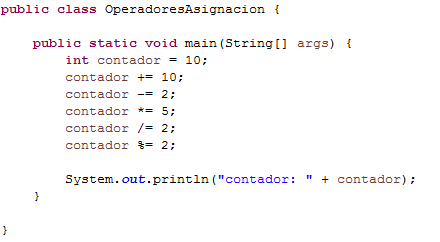 public class OperadoresAsignacion {
public static void main(String[] args) {
int contador = 10;
contador += 10;
contador -= 2;
contador *= 5;
contador /= 2;
contador %= 2;
System.out.println("contador: " + contador);
}
}